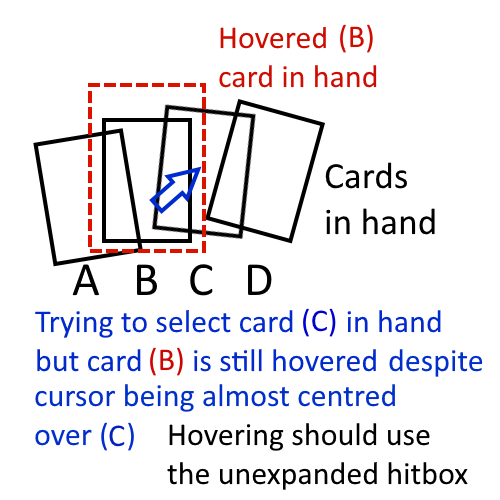 Hovered (B)
card in hand
Cards
in hand
A B C D
Trying to select card (C) in hand
but card (B) is still hovered despite
cursor being almost centred
over (C) Hovering should use
the unexpanded hitbox